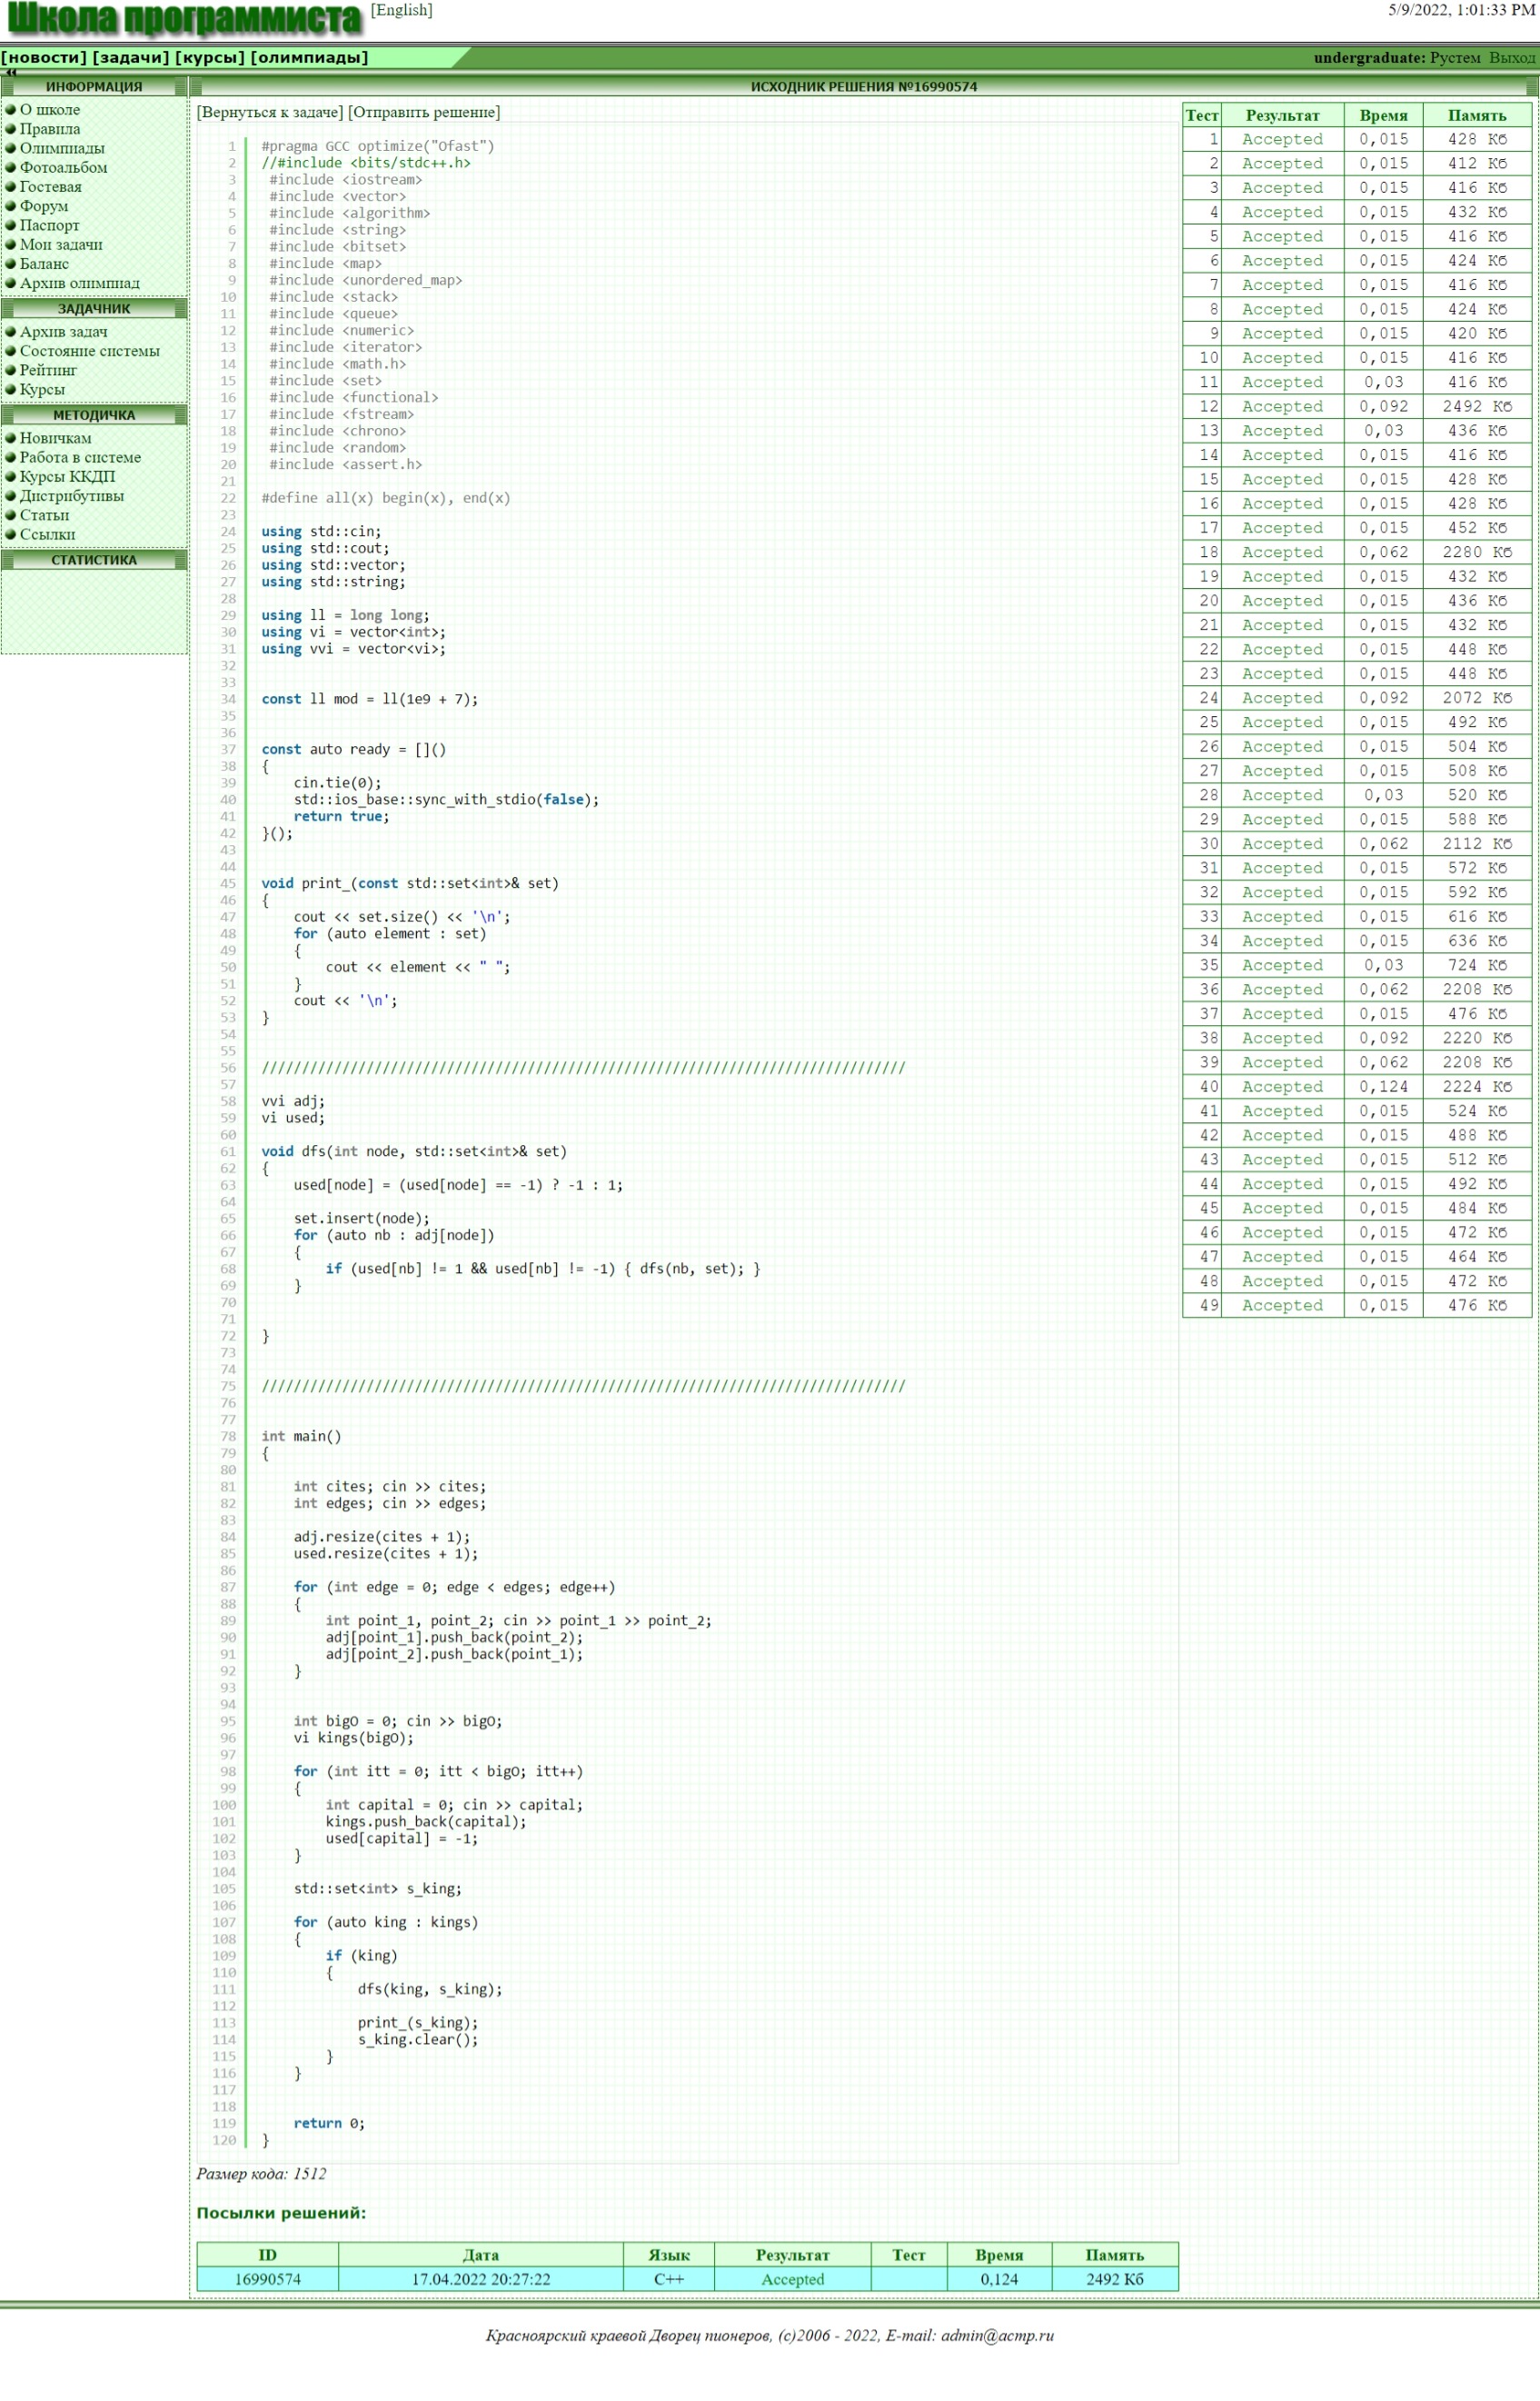 Школа программиста [English] 5/9/2022, 1:01:33 PM
[новости] [задачи] [курсы] [олимпиады] undergraduate: Рустем Выход
ИНФОРМАЦИЯ
О школе
Правила
Олимпиады
Фотоальбом
Гостевая
Форум
Паспорт
Мои задачи
Баланс
Архив олимпиад
ЗАДАЧНИК
Архив задач
Состояние системы
Рейтинг
Курсы
МЕТОДИЧКА
Новичкам
Работа в системе
Курсы ККДП
Дистрибутивы
Статьи
Ссылки
СТАТИСТИКА
ИСХОДНИК РЕШЕНИЯ №16990574
[Вернуться к задаче] [Отправить решение]
1 #pragma GCC optimize("Ofast")
2 //#include <bits/stdc++.h>
3 #include <iostream>
4 #include <vector>
5 #include <algorithm>
6 #include <string>
7 #include <bitset>
8 #include <map>
9 #include <unordered_map>
10 #include <stack>
11 #include <queue>
12 #include <numeric>
13 #include <iterator>
14 #include <math.h>
15 #include <set>
16 #include <functional>
17 #include <fstream>
18 #include <chrono>
19 #include <random>
20 #include <assert.h>
21
22 #define all(x) begin(x), end(x)
23
24 using std::cin;
25 using std::cout;
26 using std::vector;
27 using std::string;
28
29 using ll = long long;
30 using vi = vector<int>;
31 using vvi = vector<vi>;
32
33
34 const ll mod = ll(1e9 + 7);
35
36
37 const auto ready = []()
38 {
39 cin.tie(0);
40 std::ios_base::sync_with_stdio(false);
41 return true;
42 }();
43
44
45 void print_(const std::set<int>& set)
46 {
47 cout << set.size() << '\n';
48 for (auto element : set)
49 {
50 cout << element << " ";
51 }
52 cout << '\n';
53 }
54
55
56 ////////////////////////////////////////////////////////////////////////////////
57
58 vvi adj;
59 vi used;
60
61 void dfs(int node, std::set<int>& set)
62 {
63 used[node] = (used[node] == -1) ? -1 : 1;
64
65 set.insert(node);
66 for (auto nb : adj[node])
67 {
68 if (used[nb] != 1 && used[nb] != -1) { dfs(nb, set); }
69 }
70
71
72 }
73
74
75 ////////////////////////////////////////////////////////////////////////////////
76
77
78 int main()
79 {
80
81 int cites; cin >> cites;
82 int edges; cin >> edges;
83
84 adj.resize(cites + 1);
85 used.resize(cites + 1);
86
87 for (int edge = 0; edge < edges; edge++)
88 {
89 int point_1, point_2; cin >> point_1 >> point_2;
90 adj[point_1].push_back(point_2);
91 adj[point_2].push_back(point_1);
92 }
93
94
95 int bigO = 0; cin >> bigO;
96 vi kings(bigO);
97
98 for (int itt = 0; itt < bigO; itt++)
99 {
100 int capital = 0; cin >> capital;
101 kings.push_back(capital);
102 used[capital] = -1;
103 }
104
105 std::set<int> s_king;
106
107 for (auto king : kings)
108 {
109 if (king)
110 {
111 dfs(king, s_king);
112
113 print_(s_king);
114 s_king.clear();
115 }
116 }
117
118
119 return 0;
120 }
Размер кода: 1512
Посылки решений:
ID Дата Язык Результат Тест Время Память
16990574 17.04.2022 20:27:22 C++ Accepted 0,124 2492 Кб
Тест Результат Время Память
1 Accepted 0,015 428 Кб
2 Accepted 0,015 412 Кб
3 Accepted 0,015 416 Кб
4 Accepted 0,015 432 Кб
5 Accepted 0,015 416 Кб
6 Accepted 0,015 424 Кб
7 Accepted 0,015 416 Кб
8 Accepted 0,015 424 Кб
9 Accepted 0,015 420 Кб
10 Accepted 0,015 416 Кб
11 Accepted 0,03 416 Кб
12 Accepted 0,092 2492 Кб
13 Accepted 0,03 436 Кб
14 Accepted 0,015 416 Кб
15 Accepted 0,015 428 Кб
16 Accepted 0,015 428 Кб
17 Accepted 0,015 452 Кб
18 Accepted 0,062 2280 Кб
19 Accepted 0,015 432 Кб
20 Accepted 0,015 436 Кб
21 Accepted 0,015 432 Кб
22 Accepted 0,015 448 Кб
23 Accepted 0,015 448 Кб
24 Accepted 0,092 2072 Кб
25 Accepted 0,015 492 Кб
26 Accepted 0,015 504 Кб
27 Accepted 0,015 508 Кб
28 Accepted 0,03 520 Кб
29 Accepted 0,015 588 Кб
30 Accepted 0,062 2112 Кб
31 Accepted 0,015 572 Кб
32 Accepted 0,015 592 Кб
33 Accepted 0,015 616 Кб
34 Accepted 0,015 636 Кб
35 Accepted 0,03 724 Кб
36 Accepted 0,062 2208 Кб
37 Accepted 0,015 476 Кб
38 Accepted 0,092 2220 Кб
39 Accepted 0,062 2208 Кб
40 Accepted 0,124 2224 Кб
41 Accepted 0,015 524 Кб
42 Accepted 0,015 488 Кб
43 Accepted 0,015 512 Кб
44 Accepted 0,015 492 Кб
45 Accepted 0,015 484 Кб
46 Accepted 0,015 472 Кб
47 Accepted 0,015 464 Кб
48 Accepted 0,015 472 Кб
49 Accepted 0,015 476 Кб
Красноярский краевой Дворец пионеров, (c)2006 - 2022, E-mail: admin@acmp.ru